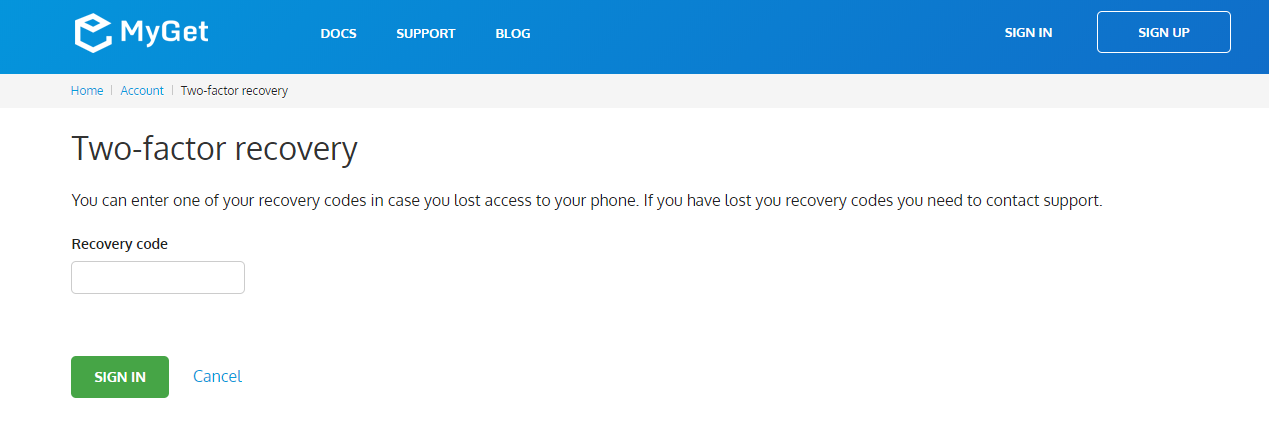 MyGet DOCS SUPPORT BLOG SIGN IN SIGN UP
Home Account Two-factor recovery
Two-factor recovery
You can enter one of your recovery codes in case you lost access to your phone. If you have lost you recovery codes you need to contact support.
Recovery code
SIGN IN Cancel